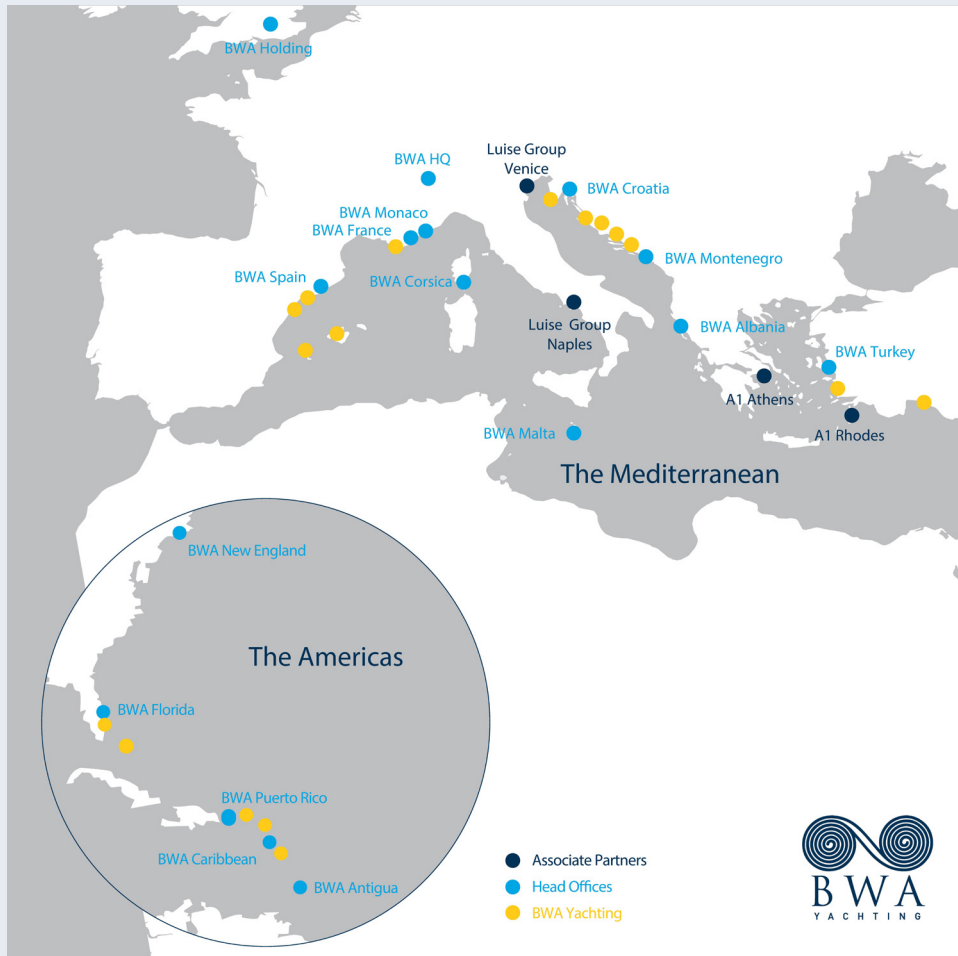 BWA Holding
Luise Group
Venice
BWA HQ
BWA Croatia
BWA Monaco
BWA France
BWA Montenegro
BWA Spain
BWA Corsica
Luise Group
Naples
BWA Albania
BWA Turkey
A1 Athens
A1 Rhodes
BWA Malta
The Mediterranean
BWA New England
The Americas
BWA Florida
BWA Puerto Rico
BWA Caribbean
BWA Antigua
Associate Partners
Head Offices
BWA Yachting
BWA
YACHTING